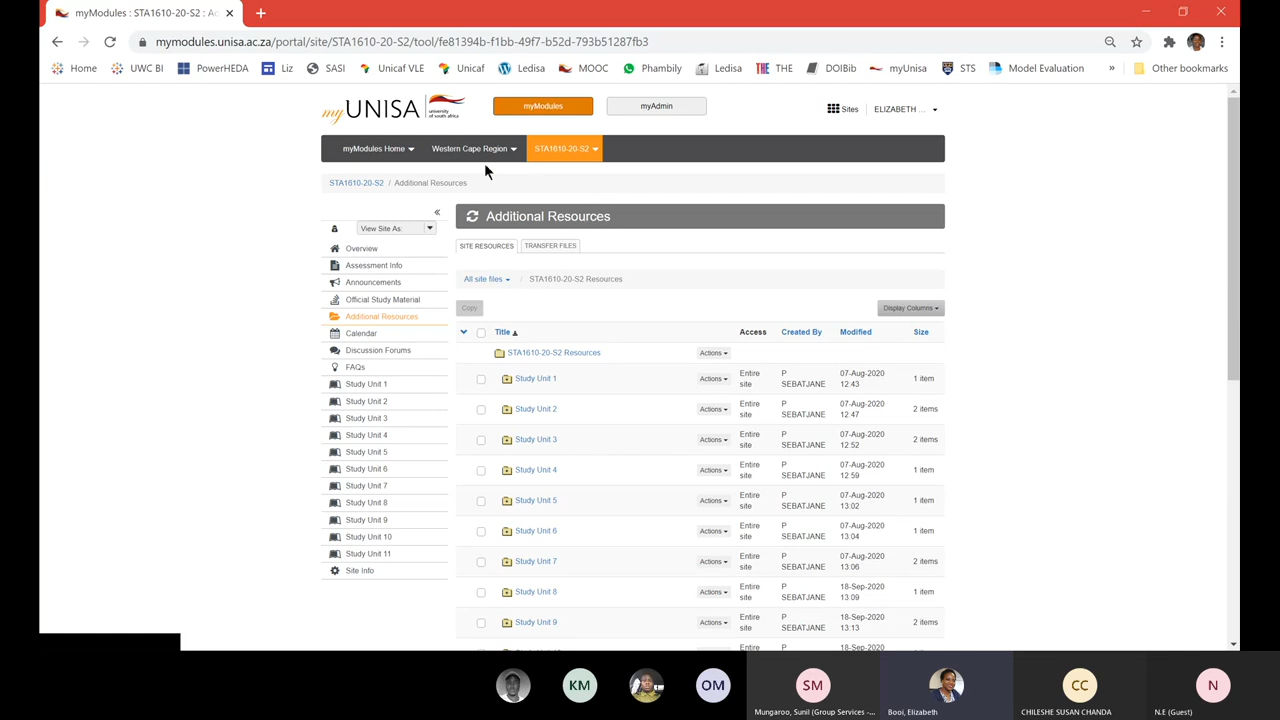 myModules : STA1610-20-S2 : Ad
mymodules.unisa.ac.za/portal/site/STA1610-20-S2/tool/fe81394b-f1bb-49f7-b52d-793b51287fb3
Home UWC BI PowerHEDA Liz SASI Unicaf VLE Unicaf Ledisa MOOC Phambily Ledisa THE DOIBib myUnisa STS Model Evaluation » Other bookmarks
myUNISA university of south africa myModules myAdmin Sites ELIZABETH ...
myModules Home Western Cape Region STA1610-20-S2
STA1610-20-S2 / Additional Resources
«
View Site As:
Overview
Assessment Info
Announcements
Official Study Material
Additional Resources
Calendar
Discussion Forums
FAQs
Study Unit 1
Study Unit 2
Study Unit 3
Study Unit 4
Study Unit 5
Study Unit 6
Study Unit 7
Study Unit 8
Study Unit 9
Study Unit 10
Study Unit 11
Site Info
Additional Resources
SITE RESOURCES TRANSFER FILES
All site files / STA1610-20-S2 Resources
Copy Display Columns
Title Access Created By Modified Size
STA1610-20-S2 Resources Actions
Study Unit 1 Actions Entire site P SEBATJANE 07-Aug-2020 12:43 1 item
Study Unit 2 Actions Entire site P SEBATJANE 07-Aug-2020 12:47 2 items
Study Unit 3 Actions Entire site P SEBATJANE 07-Aug-2020 12:52 2 items
Study Unit 4 Actions Entire site P SEBATJANE 07-Aug-2020 12:59 1 item
Study Unit 5 Actions Entire site P SEBATJANE 07-Aug-2020 13:02 1 item
Study Unit 6 Actions Entire site P SEBATJANE 07-Aug-2020 13:04 1 item
Study Unit 7 Actions Entire site P SEBATJANE 07-Aug-2020 13:06 2 items
Study Unit 8 Actions Entire site P SEBATJANE 18-Sep-2020 13:09 1 item
Study Unit 9 Actions Entire site P SEBATJANE 18-Sep-2020 13:13 2 items
Entire P 18-Sep-2020
KM OM SM CC N
Mungaroo, Sunil (Group Services -... Booi, Elizabeth CHILESHE SUSAN CHANDA N.E (Guest)